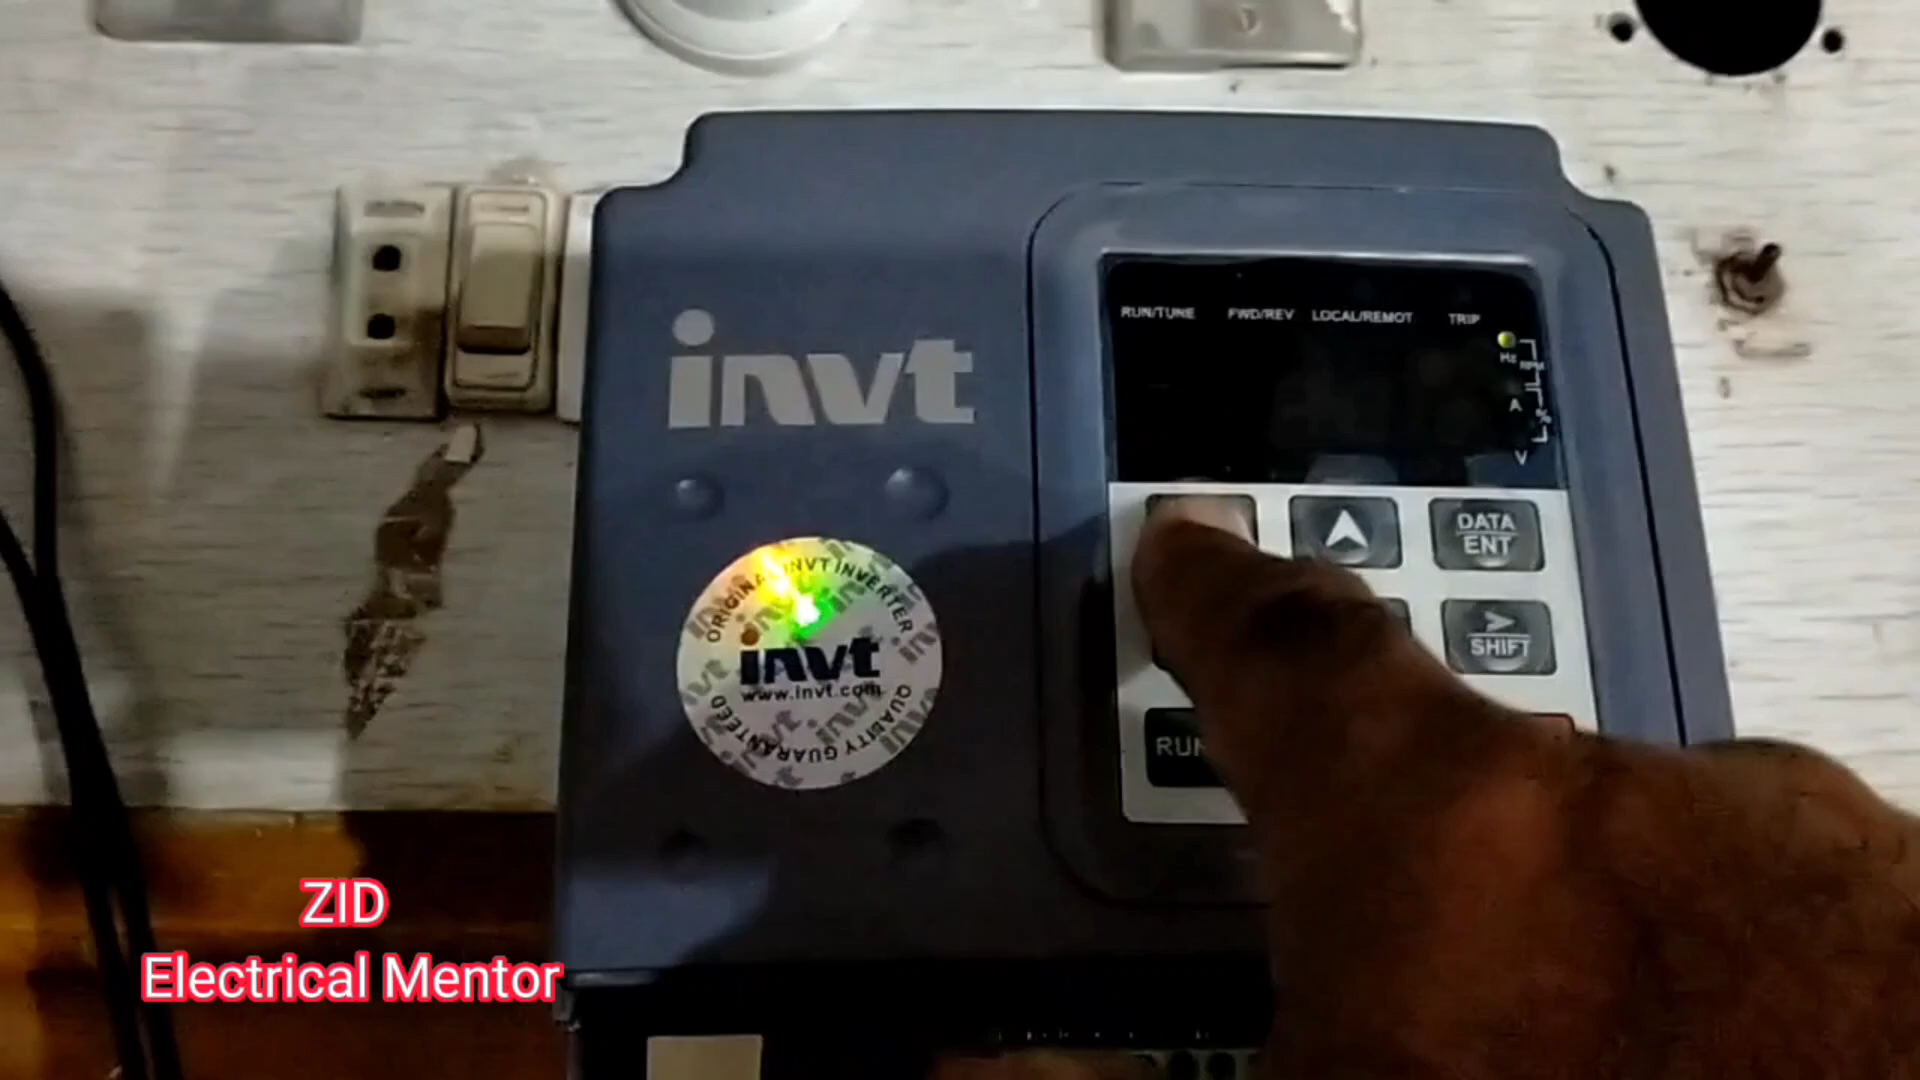 RUN/TUNE FWD/REV LOCAL/REMOT TRIP
Hz
RPM
A
%
V
invt
DATA
ENT
SHIFT
RUN
ORIGINAL INVT INVERTER
invt
www.invt.com
QUALITY GUARANTEED
ZID
Electrical Mentor